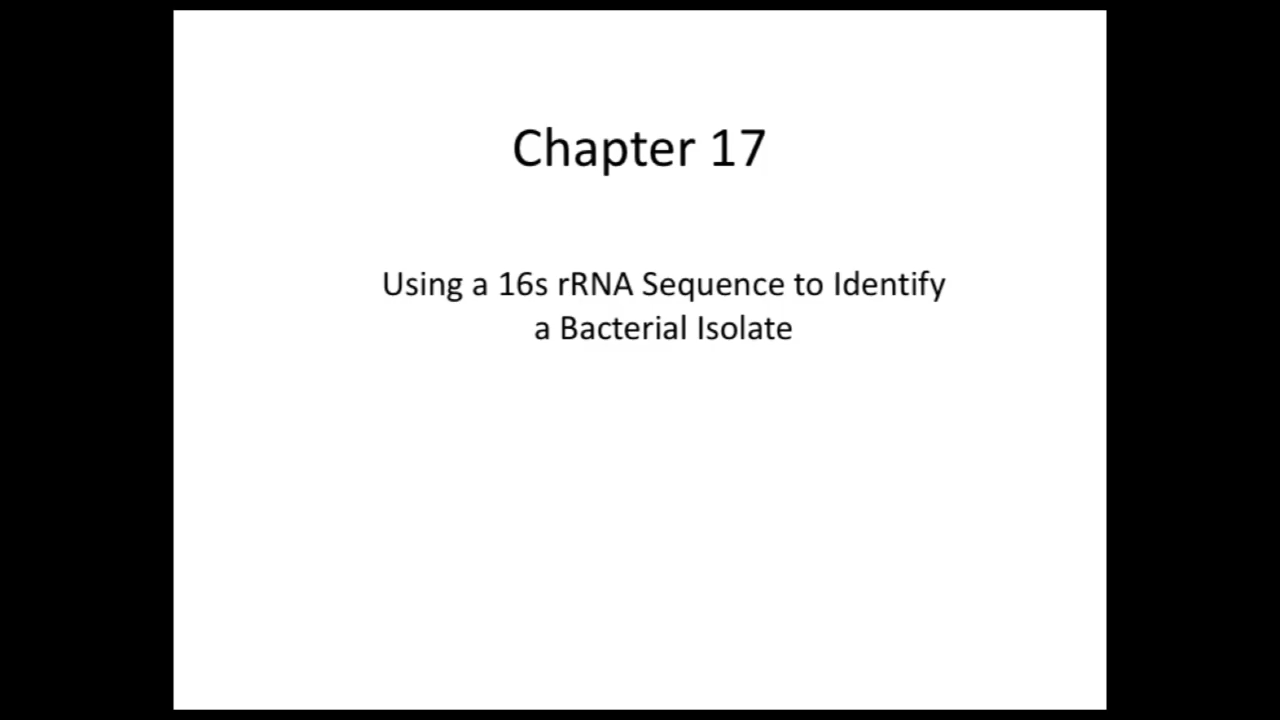 Chapter 17
Using a 16s rRNA Sequence to Identify
a Bacterial Isolate